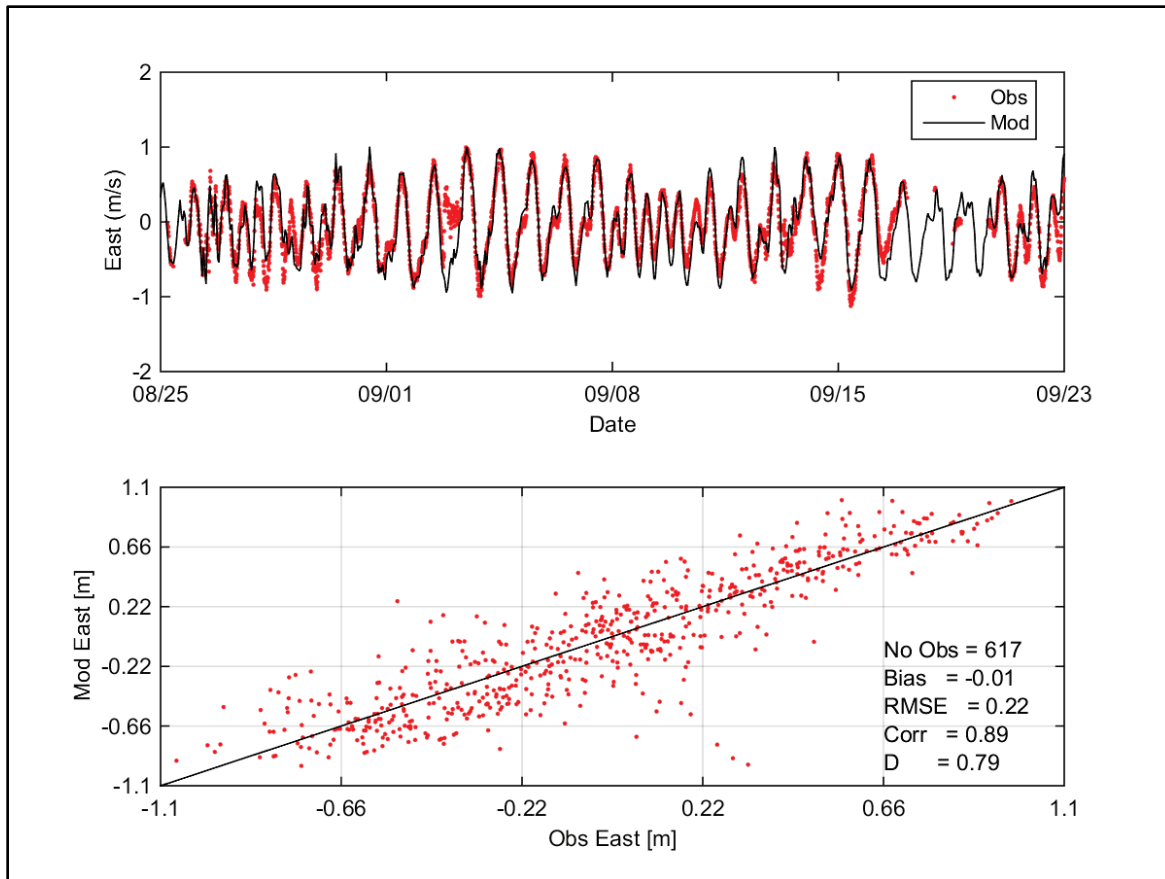 2
1
0
-1
-2
East (m/s)
Obs
Mod
08/25 09/01 09/08 09/15 09/23
Date
1.1
0.66
0.22
-0.22
-0.66
-1.1
Mod East [m]
No Obs = 617
Bias = -0.01
RMSE = 0.22
Corr = 0.89
D = 0.79
-1.1 -0.66 -0.22 0.22 0.66 1.1
Obs East [m]